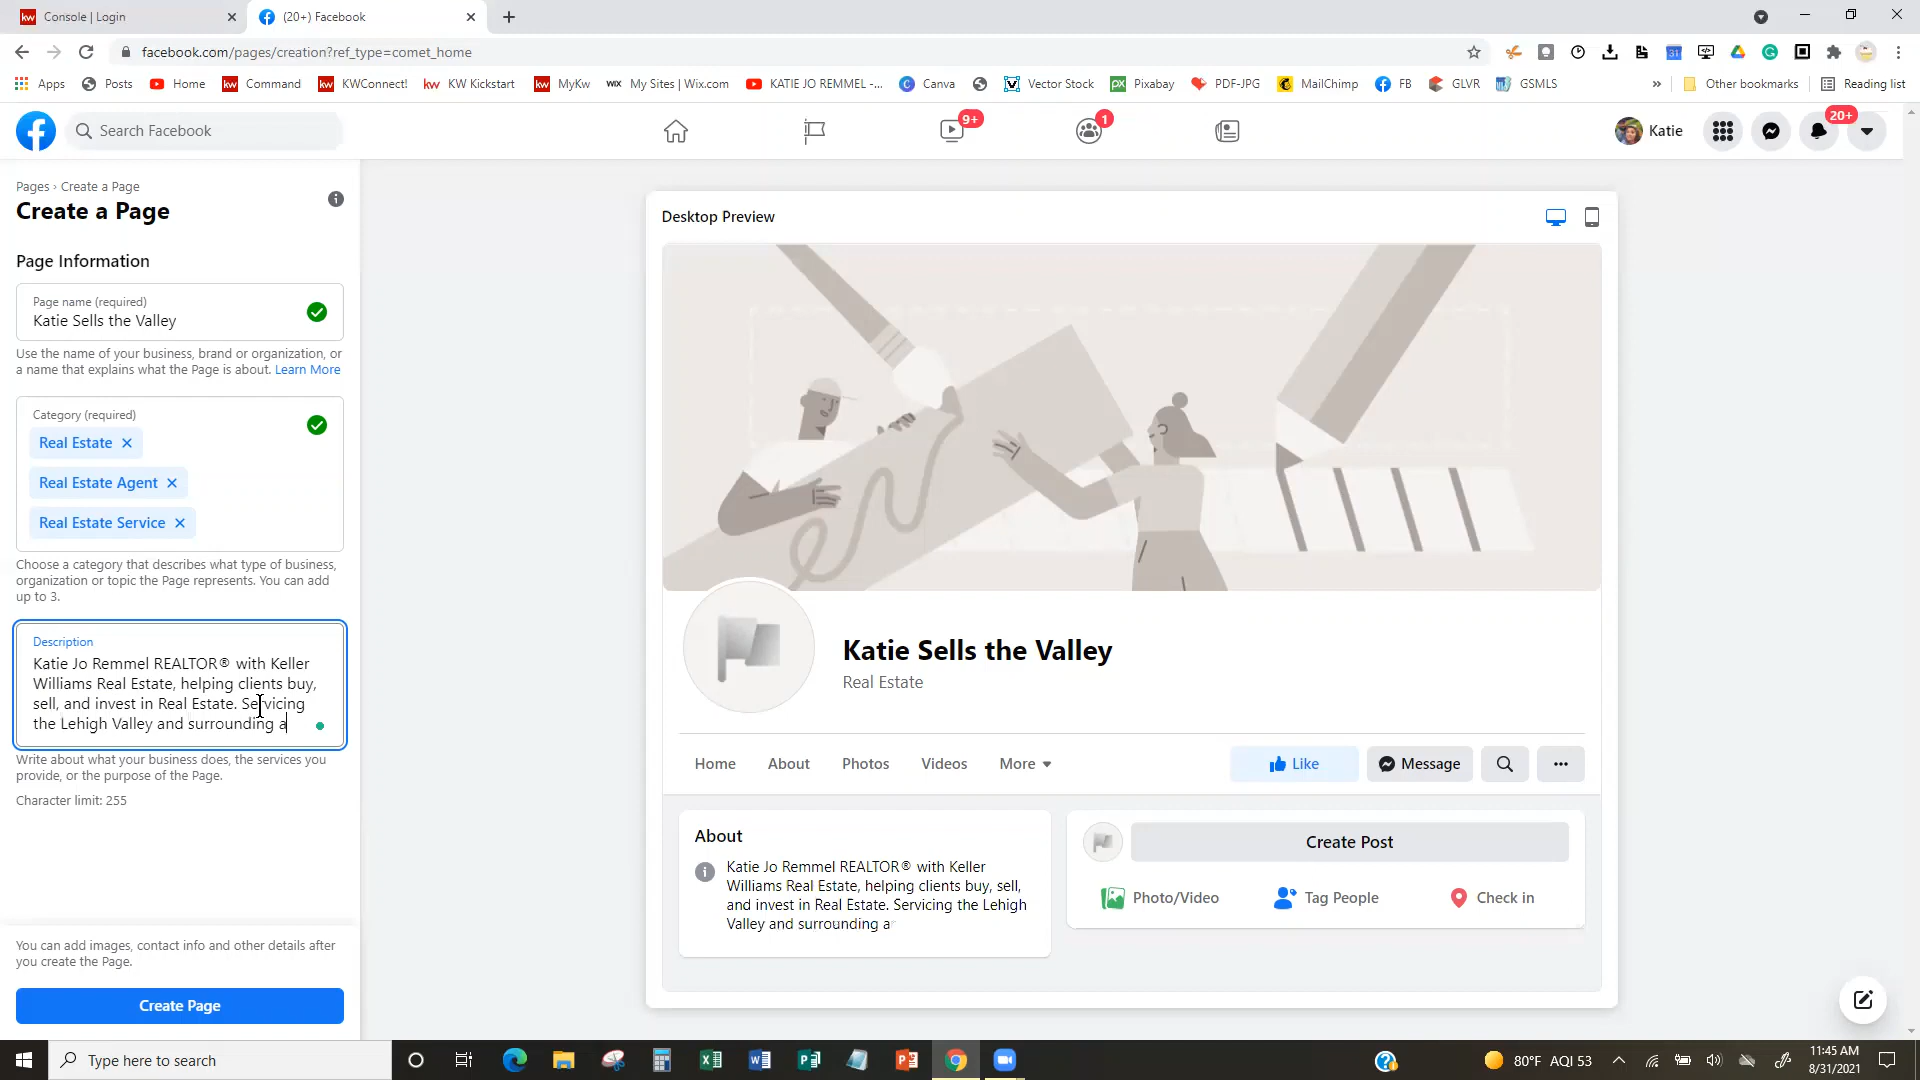 kw Console | Login
(20+) Facebook
facebook.com/pages/creation?ref_type=comet_home
Apps
Posts
Home
kw Command
kw KWConnect!
kw KW Kickstart
kw MyKw
WIX My Sites | Wix.com
KATIE JO REMMEL -...
C Canva
Vector Stock
px Pixabay
PDF-JPG
MailChimp
FB
GLVR
GSMLS
»
Other bookmarks
Reading list
Search Facebook
9+
1
Katie
20+
Pages › Create a Page
Create a Page
Page Information
Page name (required)
Katie Sells the Valley
Use the name of your business, brand or organization, or
a name that explains what the Page is about. Learn More
Category (required)
Real Estate ×
Real Estate Agent ×
Real Estate Service ×
Choose a category that describes what type of business,
organization or topic the Page represents. You can add
up to 3.
Description
Katie Jo Remmel REALTOR® with Keller
Williams Real Estate, helping clients buy,
sell, and invest in Real Estate. Servicing
the Lehigh Valley and surrounding a
Write about what your business does, the services you
provide, or the purpose of the Page.
Character limit: 255
You can add images, contact info and other details after
you create the Page.
Create Page
Desktop Preview
Katie Sells the Valley
Real Estate
Home
About
Photos
Videos
More
Like
Message
About
Katie Jo Remmel REALTOR® with Keller
Williams Real Estate, helping clients buy, sell,
and invest in Real Estate. Servicing the Lehigh
Valley and surrounding a
Create Post
Photo/Video
Tag People
Check in
Type here to search
80°F AQI 53
11:45 AM
8/31/2021